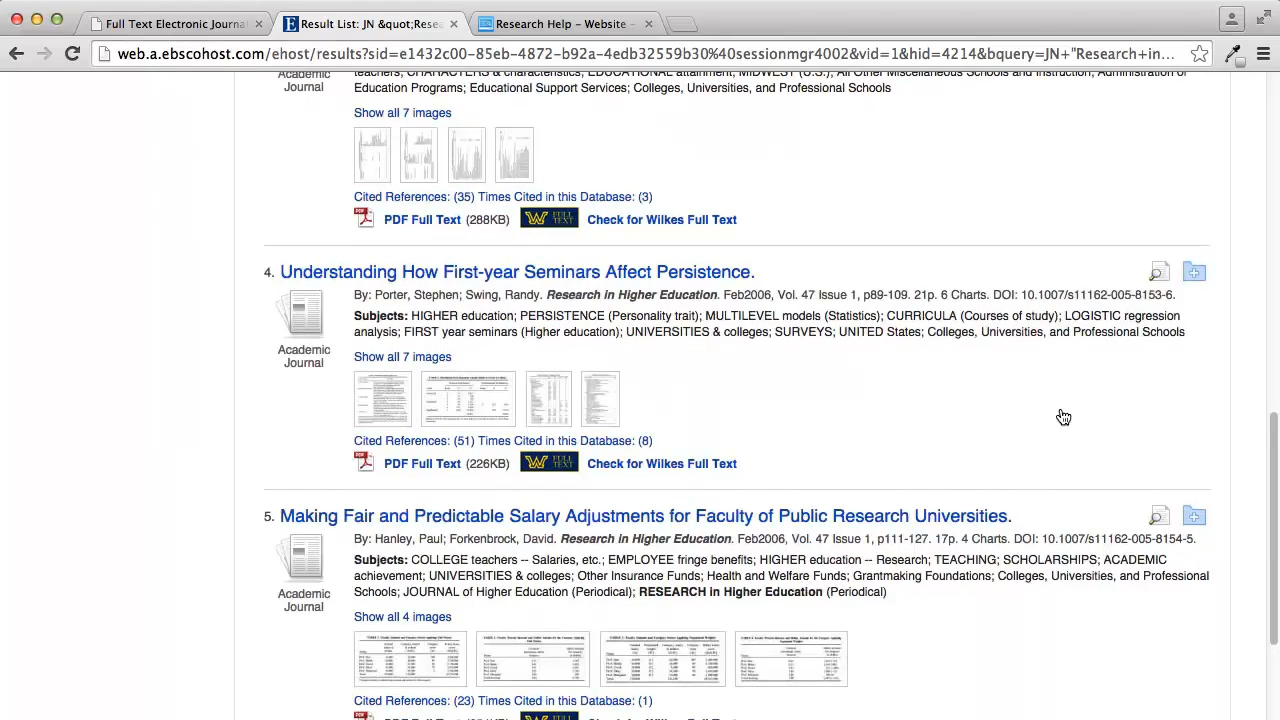 Full Text Electronic Journal
Result List: JN &quot;Rese
Research Help – Website –
web.a.ebscohost.com/ehost/results?sid=e1432c00-85eb-4872-b92a-4edb32559b30%40sessionmgr4002&vid=1&hid=4214&bquery=JN+"Research+in...
Academic
Journal
teachers; CHARACTERS & characteristics; EDUCATIONAL attainment; MIDWEST (U.S.); All Other Miscellaneous Schools and Instruction; Administration of
Education Programs; Educational Support Services; Colleges, Universities, and Professional Schools
Show all 7 images
Cited References: (35) Times Cited in this Database: (3)
PDF Full Text (288KB) W FULL TEXT Check for Wilkes Full Text
4. Understanding How First-year Seminars Affect Persistence.
By: Porter, Stephen; Swing, Randy. Research in Higher Education. Feb2006, Vol. 47 Issue 1, p89-109. 21p. 6 Charts. DOI: 10.1007/s11162-005-8153-6.
Subjects: HIGHER education; PERSISTENCE (Personality trait); MULTILEVEL models (Statistics); CURRICULA (Courses of study); LOGISTIC regression
analysis; FIRST year seminars (Higher education); UNIVERSITIES & colleges; SURVEYS; UNITED States; Colleges, Universities, and Professional Schools
Academic
Journal
Show all 7 images
Cited References: (51) Times Cited in this Database: (8)
PDF Full Text (226KB) W FULL TEXT Check for Wilkes Full Text
5. Making Fair and Predictable Salary Adjustments for Faculty of Public Research Universities.
By: Hanley, Paul; Forkenbrock, David. Research in Higher Education. Feb2006, Vol. 47 Issue 1, p111-127. 17p. 4 Charts. DOI: 10.1007/s11162-005-8154-5.
Subjects: COLLEGE teachers -- Salaries, etc.; EMPLOYEE fringe benefits; HIGHER education -- Research; TEACHING; SCHOLARSHIPS; ACADEMIC
achievement; UNIVERSITIES & colleges; Other Insurance Funds; Health and Welfare Funds; Grantmaking Foundations; Colleges, Universities, and Professional
Schools; JOURNAL of Higher Education (Periodical); RESEARCH in Higher Education (Periodical)
Academic
Journal
Show all 4 images
Cited References: (23) Times Cited in this Database: (1)